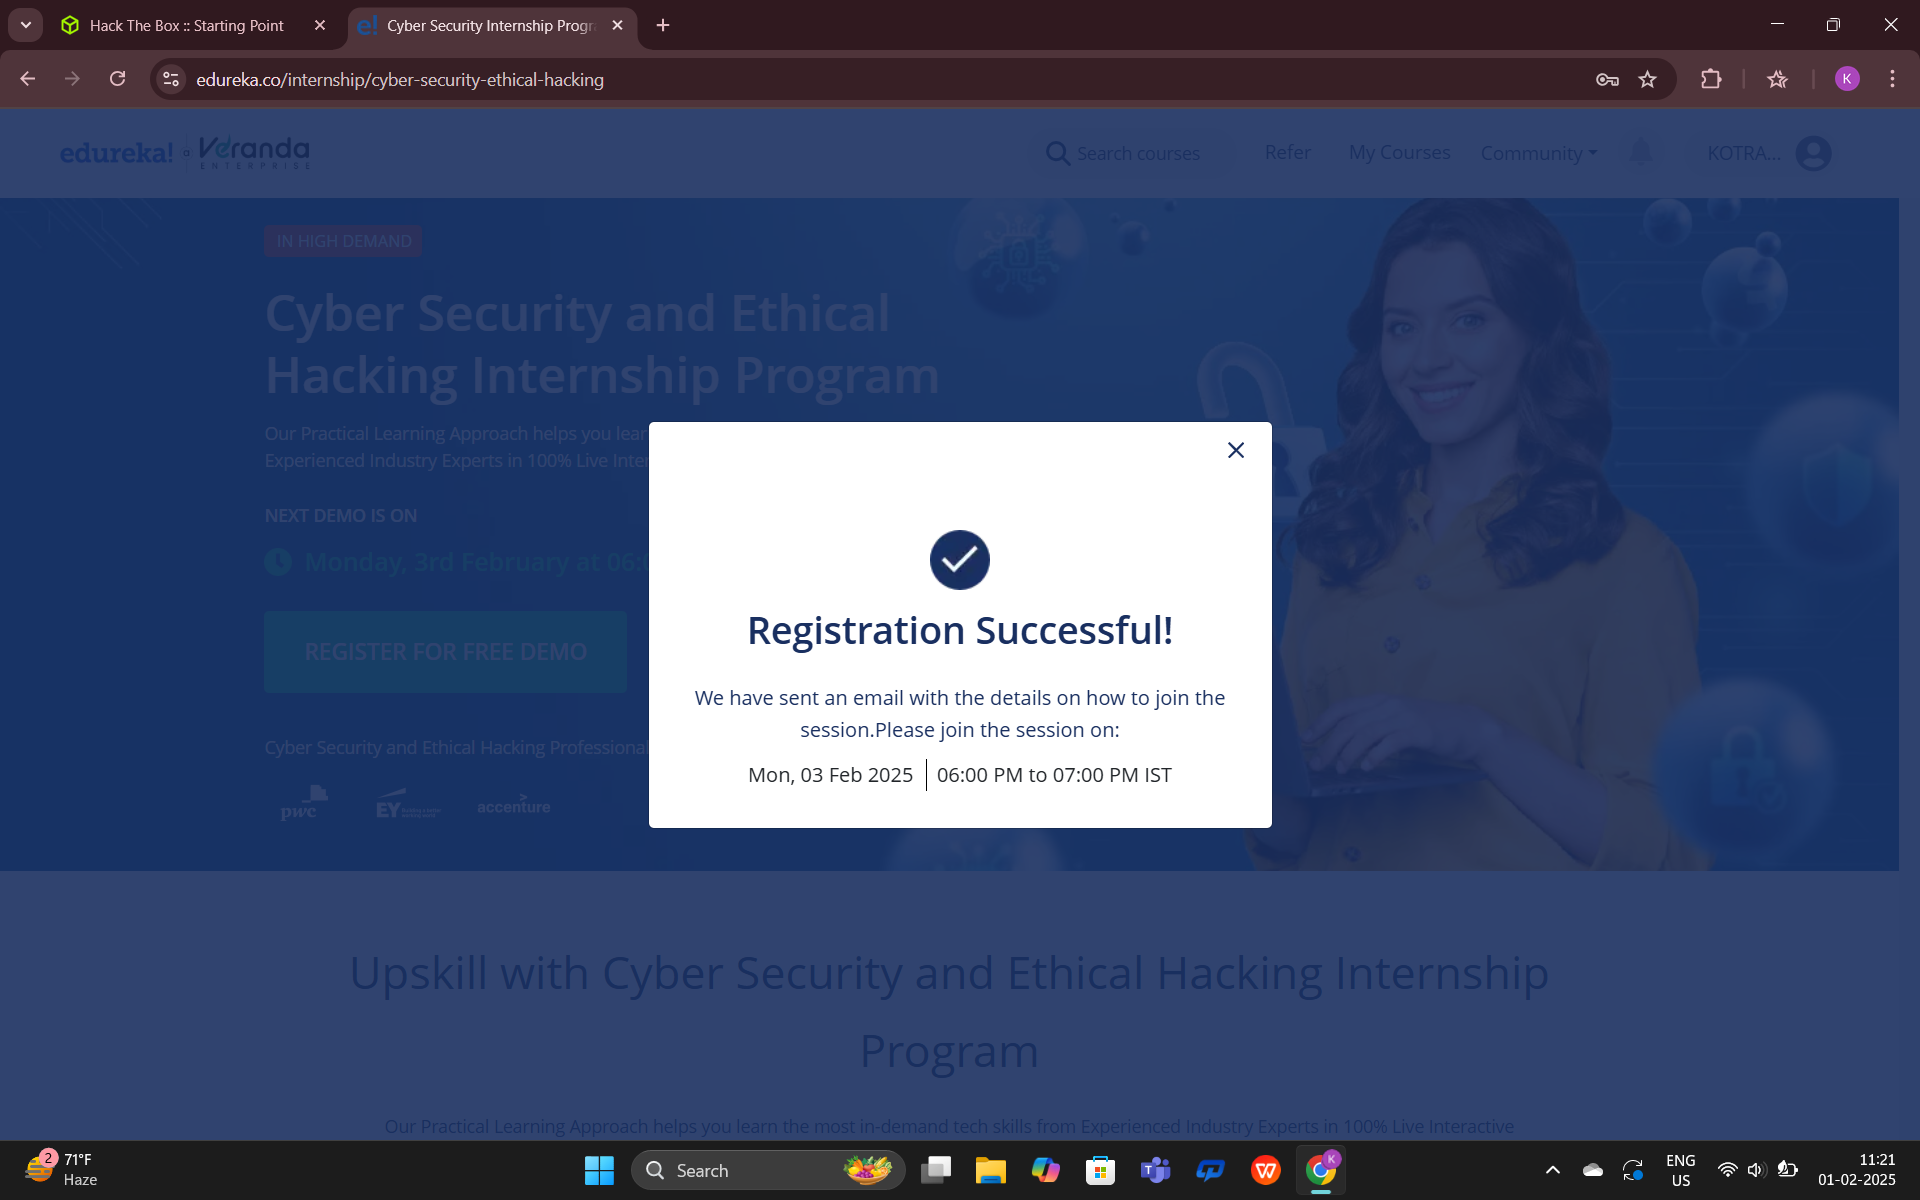 Hack The Box :: Starting Point
Cyber Security Internship Progr
edureka.co/internship/cyber-security-ethical-hacking
K
edureka!
Veranda
ENTERPRISE
Search courses
Refer
My Courses
Community
KOTRA...
IN HIGH DEMAND
Cyber Security and Ethical
Hacking Internship Program
Our Practical Learning Approach helps you lear
Experienced Industry Experts in 100% Live Inter
NEXT DEMO IS ON
Monday, 3rd February at 06:
REGISTER FOR FREE DEMO
Cyber Security and Ethical Hacking Professional
pwc
EY
accenture
Registration Successful!
We have sent an email with the details on how to join the
session.Please join the session on:
Mon, 03 Feb 2025 | 06:00 PM to 07:00 PM IST
Upskill with Cyber Security and Ethical Hacking Internship
Program
Our Practical Learning Approach helps you learn the most in-demand tech skills from Experienced Industry Experts in 100% Live Interactive
2
71°F
Haze
Search
K
ENG
US
11:21
01-02-2025